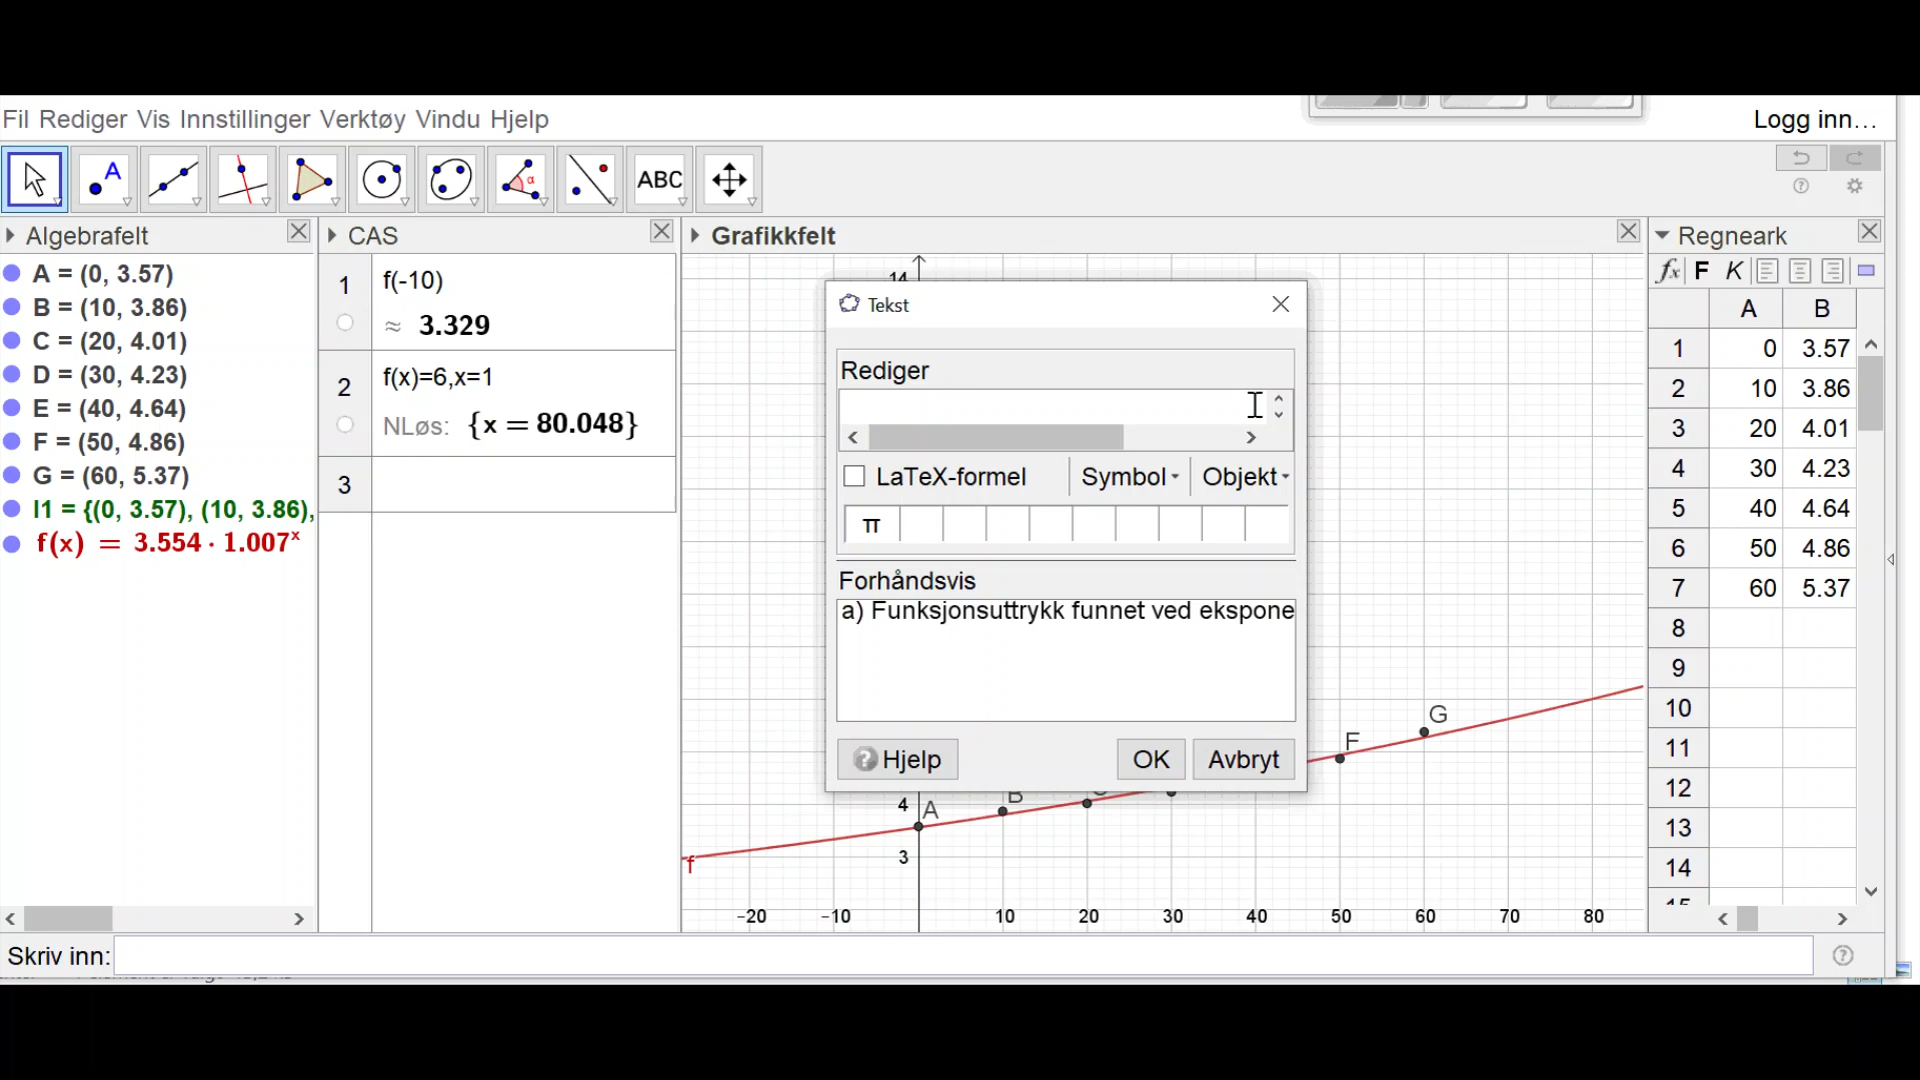 Fil Rediger Vis Innstillinger Verktøy Vindu Hjelp
Logg inn...
A
α
ABC
Algebrafelt
CAS
Grafikkfelt
Regneark
A = (0, 3.57)
B = (10, 3.86)
C = (20, 4.01)
D = (30, 4.23)
E = (40, 4.64)
F = (50, 4.86)
G = (60, 5.37)
l1 = {(0, 3.57), (10, 3.86),
f(x) = 3.554 · 1.007ˣ
1 f(-10)
≈ 3.329
2 f(x)=6,x=1
NLøs: {x = 80.048}
3
Tekst
Rediger
LaTeX-formel Symbol Objekt
π
Forhåndsvis
a) Funksjonsuttrykk funnet ved ekspone
Hjelp OK Avbryt
14
4
3
-20 -10 10 20 30 40 50 60 70 80
f
A
B
F
G
fx F K
A B
1 0 3.57
2 10 3.86
3 20 4.01
4 30 4.23
5 40 4.64
6 50 4.86
7 60 5.37
8
9
10
11
12
13
14
15
Skriv inn: